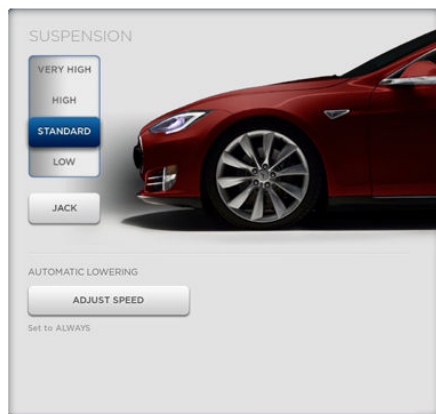 SUSPENSION
VERY HIGH
HIGH
STANDARD
LOW
JACK
AUTOMATIC LOWERING
ADJUST SPEED
Set to ALWAYS